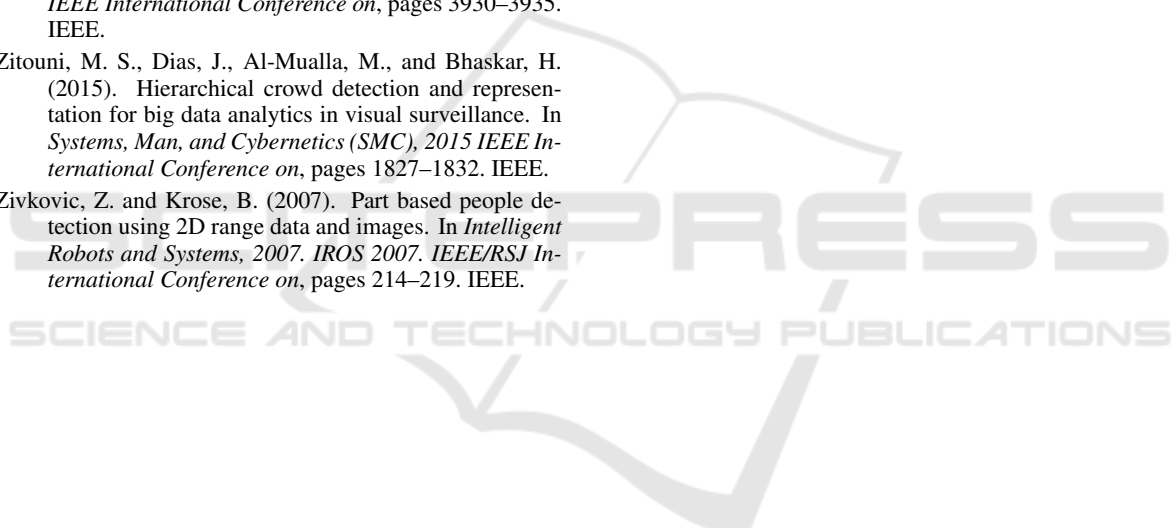 IEEE International Conference on, pages 3930–3935.
IEEE.
Zitouni, M. S., Dias, J., Al-Mualla, M., and Bhaskar, H.
(2015). Hierarchical crowd detection and represen-
tation for big data analytics in visual surveillance. In
Systems, Man, and Cybernetics (SMC), 2015 IEEE In-
ternational Conference on, pages 1827–1832. IEEE.
Zivkovic, Z. and Krose, B. (2007). Part based people de-
tection using 2D range data and images. In Intelligent
Robots and Systems, 2007. IROS 2007. IEEE/RSJ In-
ternational Conference on, pages 214–219. IEEE.
SCITEPRESS
SCIENCE AND TECHNOLOGY PUBLICATIONS